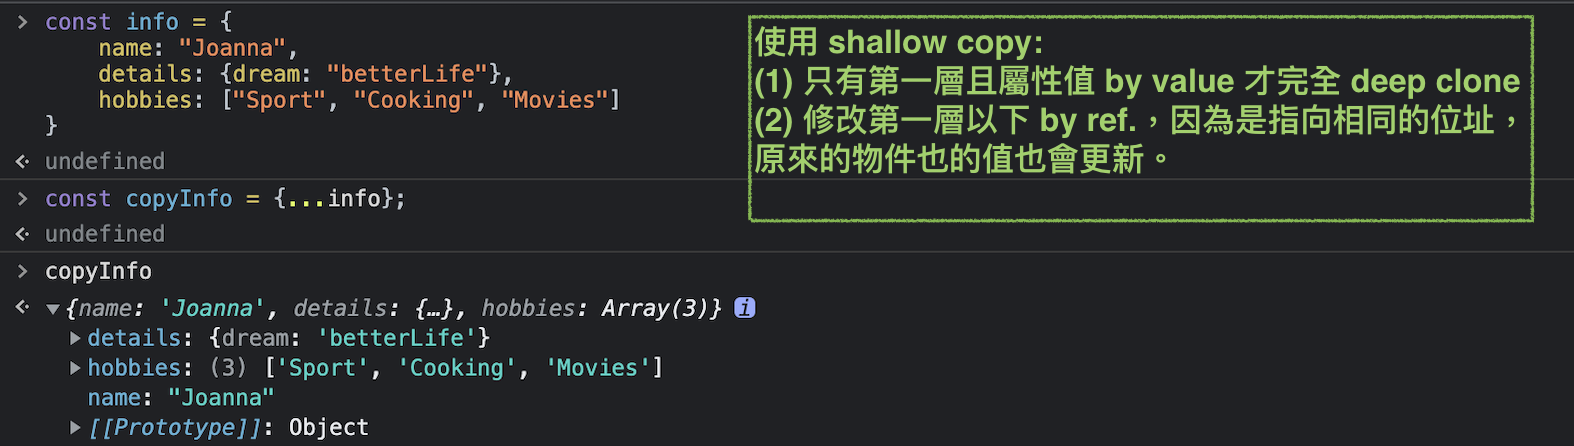 const info = {
name: "Joanna",
details: {dream: "betterLife"},
hobbies: ["Sport", "Cooking", "Movies"]
}
undefined
const copyInfo = {...info};
undefined
copyInfo
{name: 'Joanna', details: {…}, hobbies: Array(3)} i
details: {dream: 'betterLife'}
hobbies: (3) ['Sport', 'Cooking', 'Movies']
name: "Joanna"
[[Prototype]]: Object
使用 shallow copy:
(1) 只有第一層且屬性值 by value 才完全 deep clone
(2) 修改第一層以下 by ref.，因為是指向相同的位址，
原來的物件也的值也會更新。